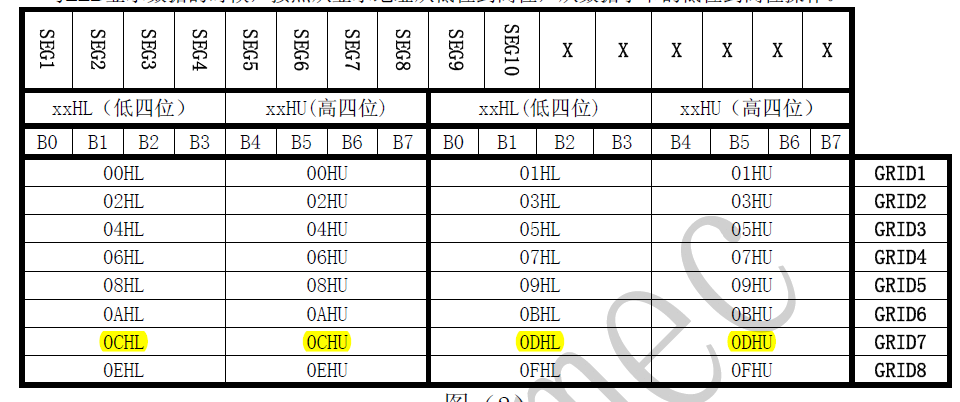 SEG1 SEG2 SEG3 SEG4 SEG5 SEG6 SEG7 SEG8 SEG9 SEG10 X X X X X X
xxHL（低四位） xxHU(高四位) xxHL(低四位) xxHU（高四位）
B0 B1 B2 B3 B4 B5 B6 B7 B0 B1 B2 B3 B4 B5 B6 B7
00HL 00HU 01HL 01HU GRID1
02HL 02HU 03HL 03HU GRID2
04HL 04HU 05HL 05HU GRID3
06HL 06HU 07HL 07HU GRID4
08HL 08HU 09HL 09HU GRID5
0AHL 0AHU 0BHL 0BHU GRID6
0CHL 0CHU 0DHL 0DHU GRID7
0EHL 0EHU 0FHL 0FHU GRID8
mec